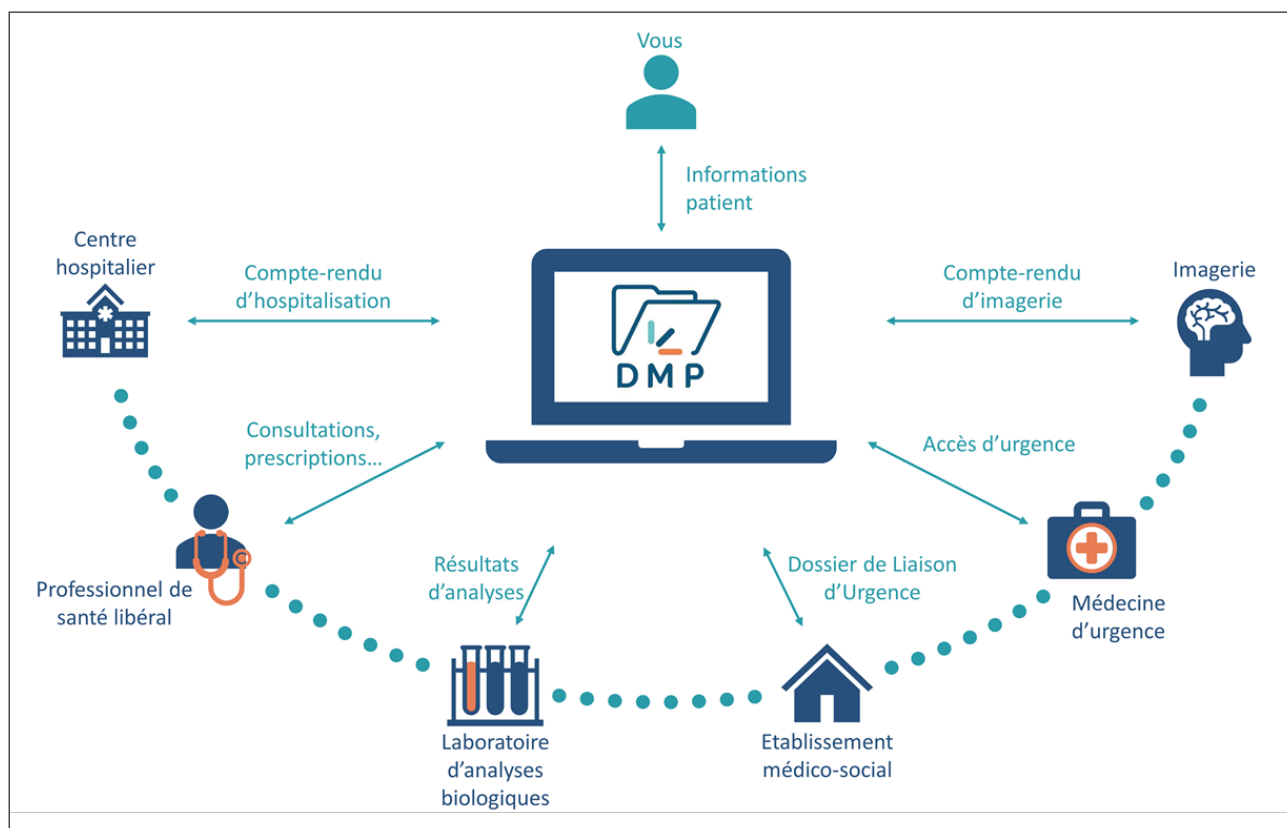 Vous
Informations
patient
Centre
hospitalier
Compte-rendu
d’hospitalisation
Compte-rendu
d’imagerie
Imagerie
DMP
Consultations,
prescriptions…
Accès d’urgence
Professionnel de
santé libéral
Résultats
d’analyses
Dossier de Liaison
d’Urgence
Médecine
d’urgence
Laboratoire
d’analyses
biologiques
Etablissement
médico-social